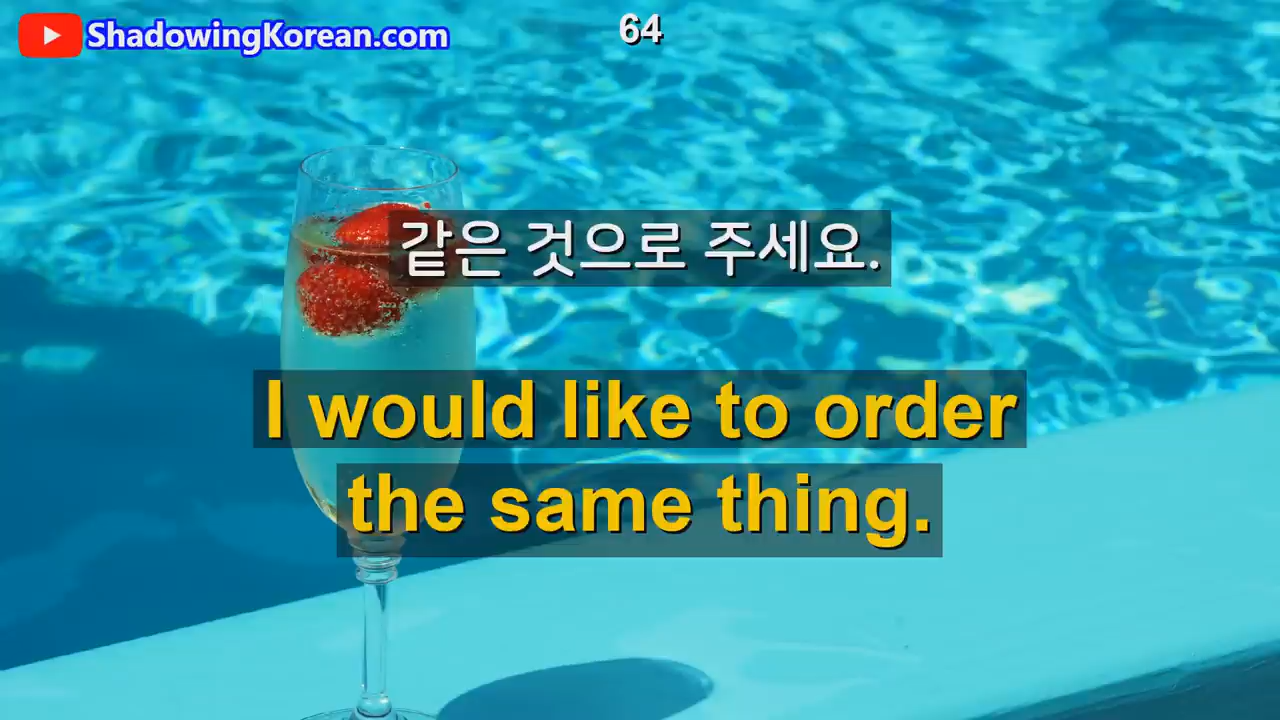 ShadowingKorean.com
64
같은 것으로 주세요.
I would like to order
the same thing.